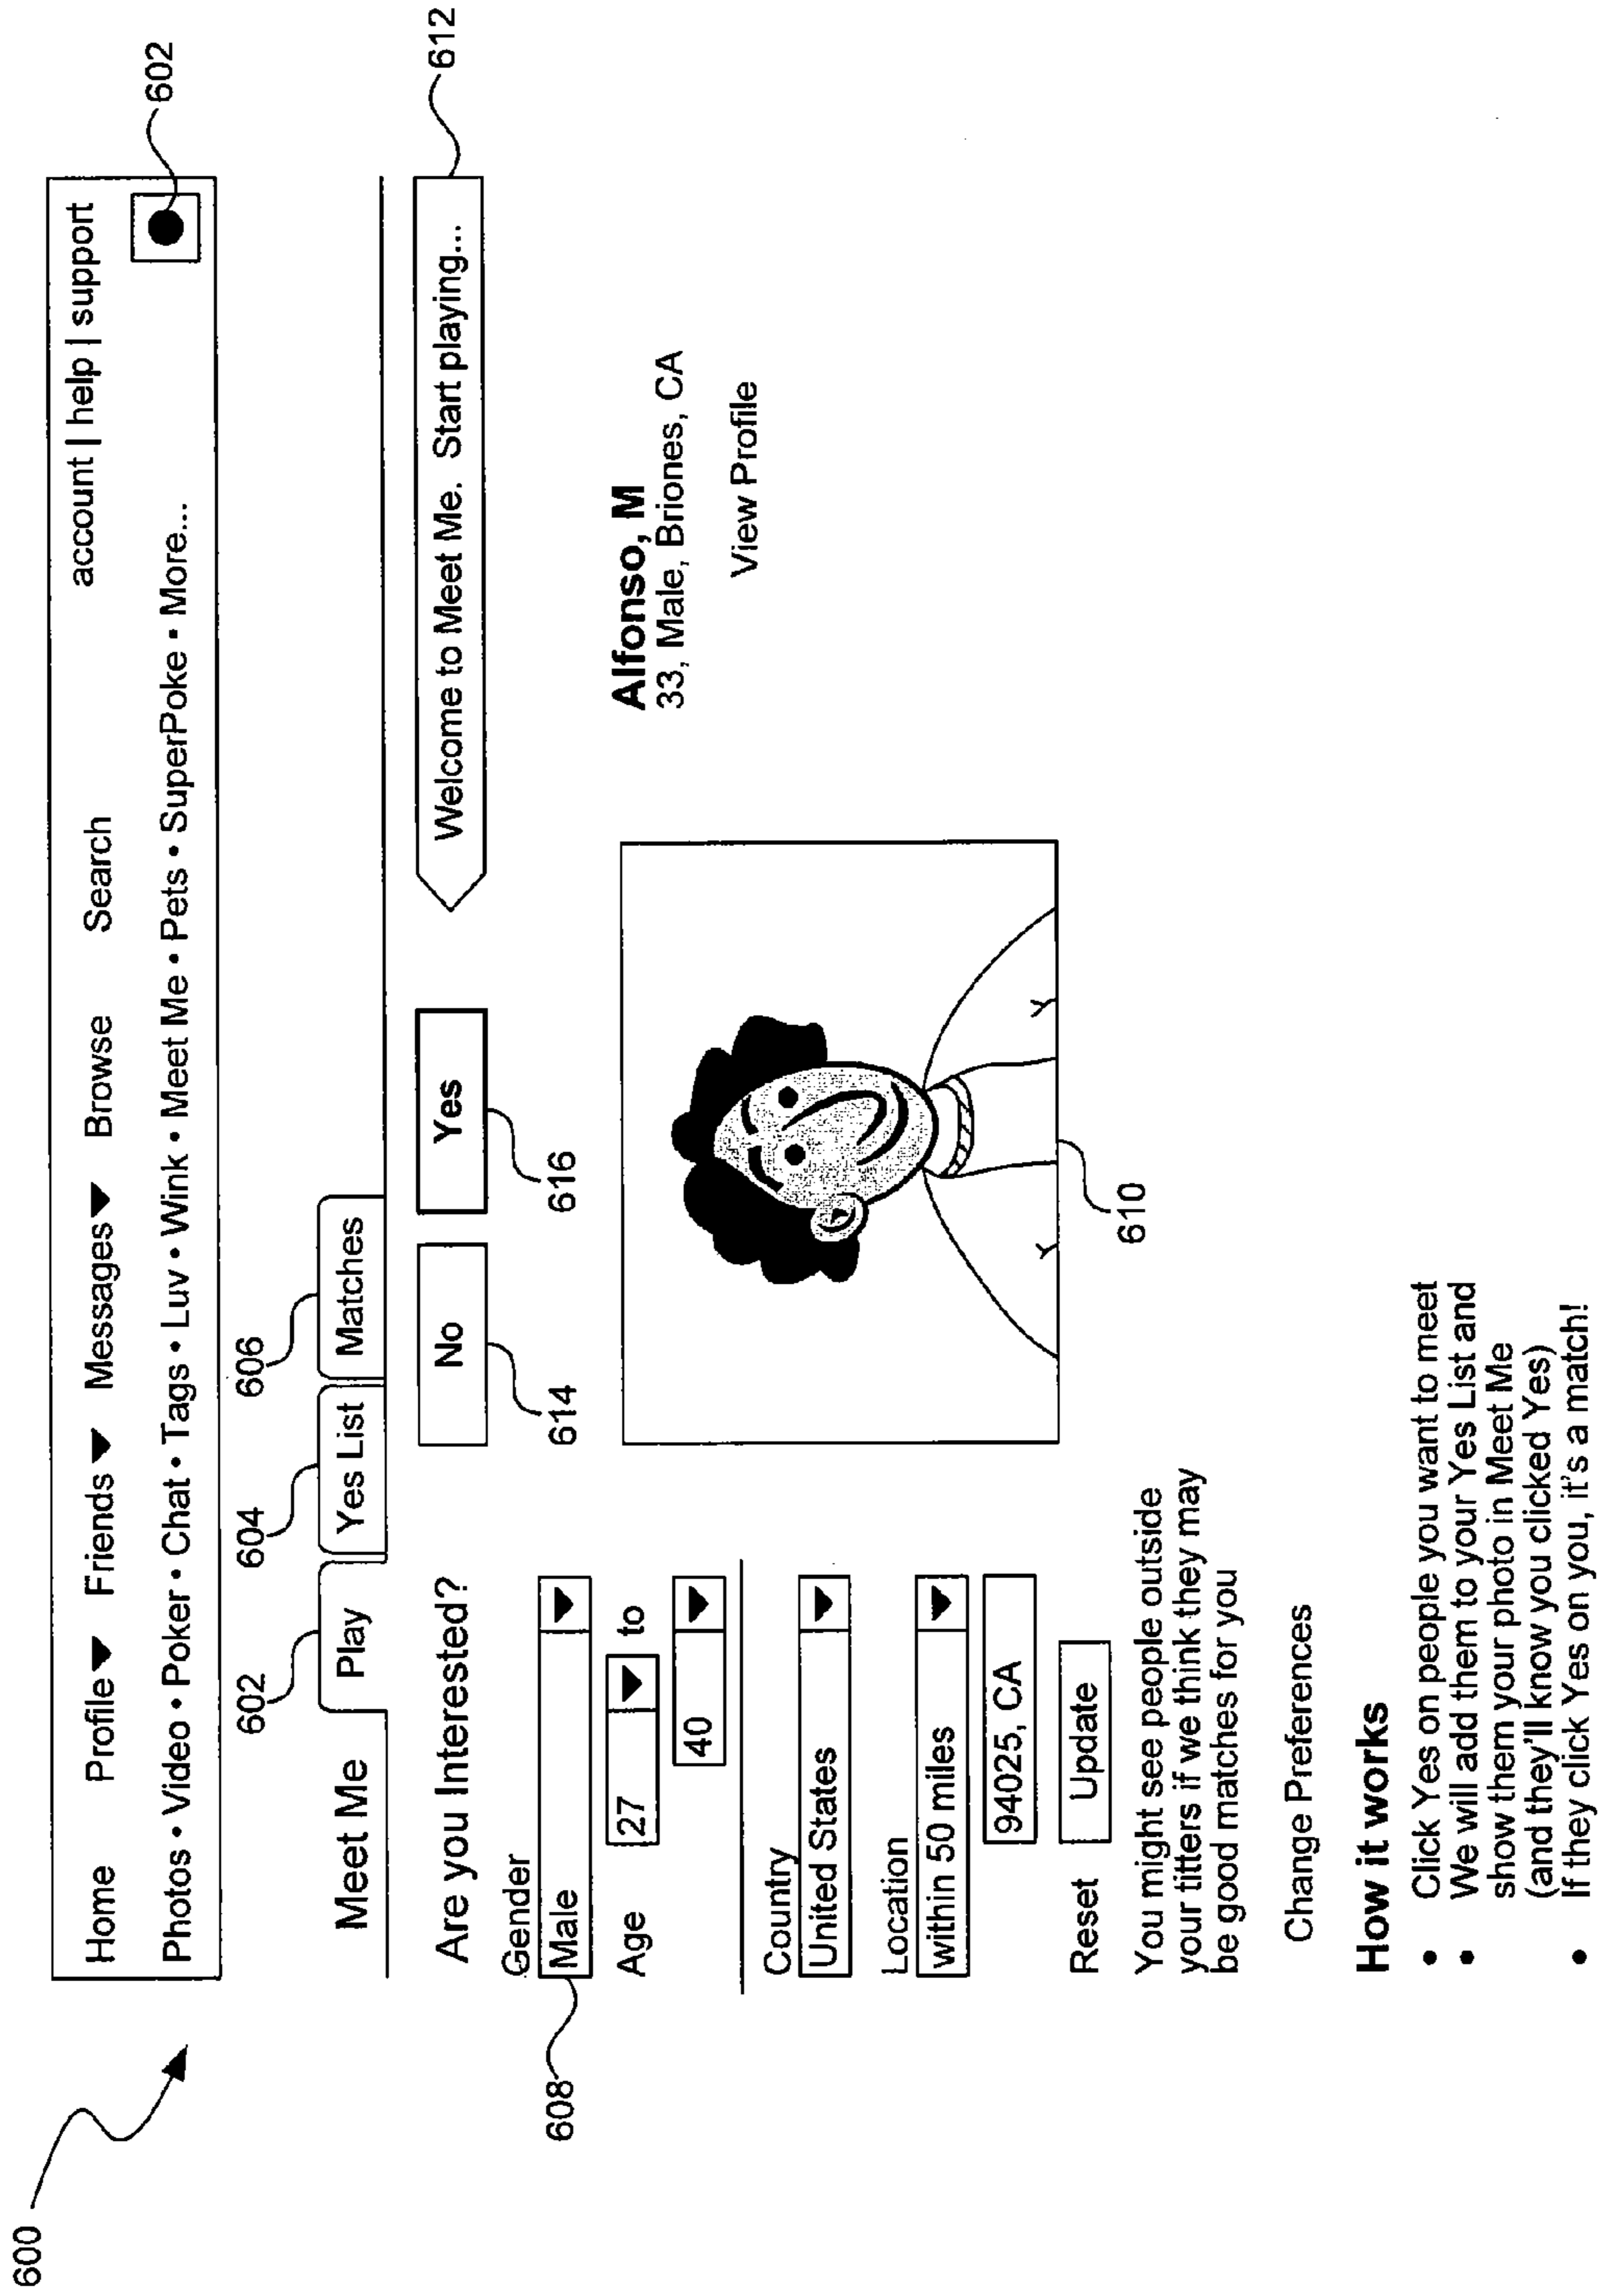 600
account | help | support
Home Profile Friends Messages Browse Search
602
Photos • Video • Poker • Chat • Tags • Luv • Wink • Meet Me • Pets • SuperPoke • More...
602 604 606
Meet Me Play Yes List Matches
Are you Interested? No Yes Welcome to Meet Me. Start playing... 612
614 616
Gender
608 Male
Age 27 to
40
Alfonso, M
33, Male, Briones, CA
View Profile
Country
United States
Location
within 50 miles
94025, CA
Reset Update
610
You might see people outside
your titters if we think they may
be good matches for you
Change Preferences
How it works
• Click Yes on people you want to meet
• We will add them to your Yes List and
show them your photo in Meet Me
(and they'll know you clicked Yes)
• If they click Yes on you, it's a match!